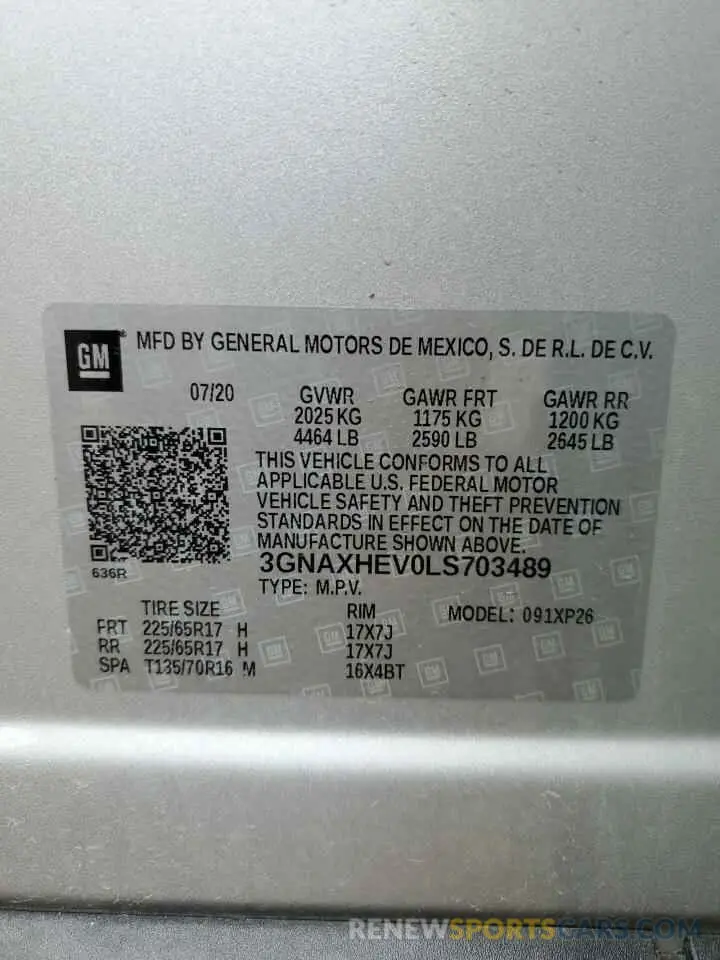 GM
MFD BY GENERAL MOTORS DE MEXICO, S. DE R.L. DE C.V.
07/20 GVWR GAWR FRT GAWR RR
2025 KG 1175 KG 1200 KG
4464 LB 2590 LB 2645 LB
THIS VEHICLE CONFORMS TO ALL
APPLICABLE U.S. FEDERAL MOTOR
VEHICLE SAFETY AND THEFT PREVENTION
STANDARDS IN EFFECT ON THE DATE OF
MANUFACTURE SHOWN ABOVE.
636R 3GNAXHEV0LS703489
TYPE: M.P.V.
TIRE SIZE RIM MODEL: 091XP26
FRT 225/65R17 H 17X7J
RR 225/65R17 H 17X7J
SPA T135/70R16 M 16X4BT
RENEWSPORTSCARS.COM